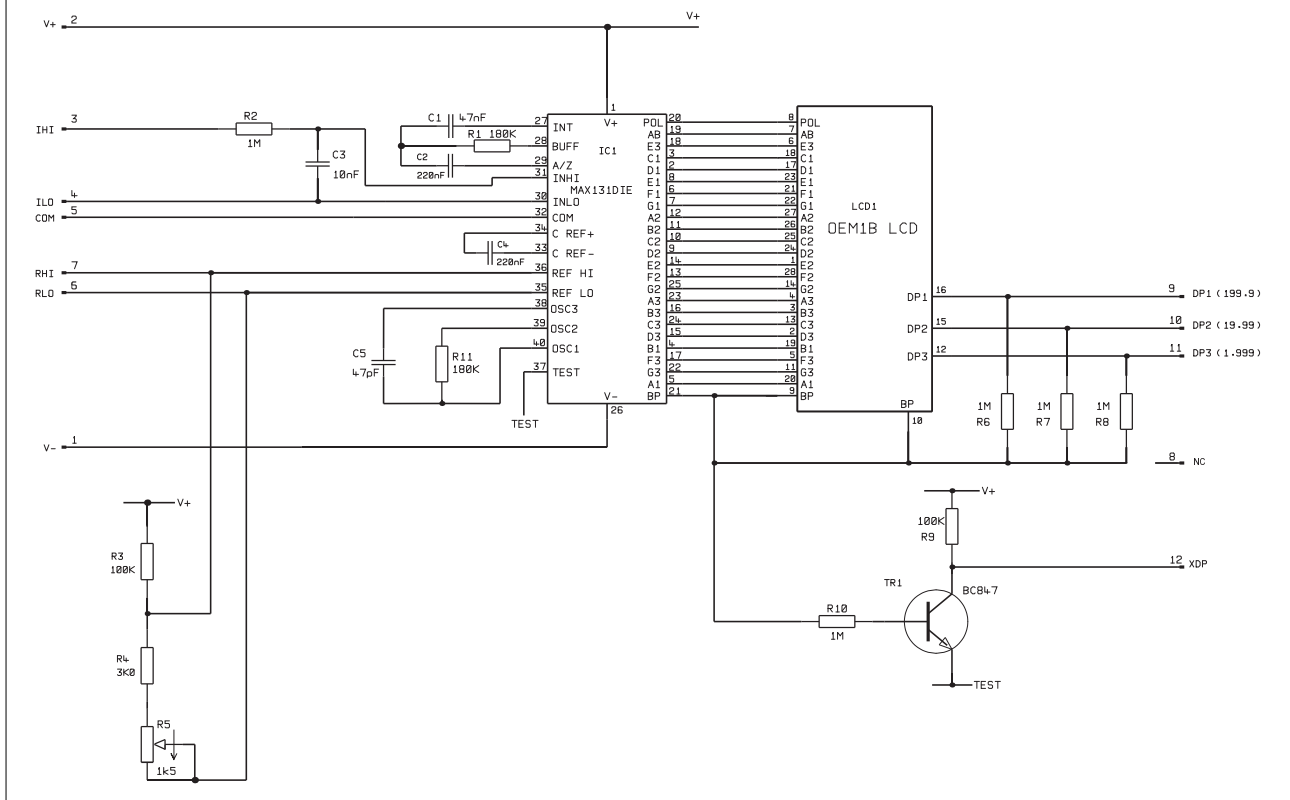 V+ 2 V+
IHI 3 R2 1M
C3 10nF
C1 47nF
R1 180K
C2 220nF
ILO 4
COM 5
C4 220nF
RHI 7
RLO 6
C5 47pF
R11 180K
TEST
V- 1
1 V+
IC1
MAX131DIE
27 INT
28 BUFF
29 A/Z
31 INHI
30 INLO
32 COM
34 C REF+
33 C REF-
36 REF HI
35 REF LO
38 OSC3
39 OSC2
40 OSC1
37 TEST
V- 26
POL 20 8 POL
AB 19 7 AB
E3 18 6 E3
C1 3 18 C1
D1 2 17 D1
E1 8 23 E1
F1 6 21 F1
G1 7 22 G1
A2 12 27 A2
B2 11 26 B2
C2 10 25 C2
D2 9 24 D2
E2 14 1 E2
F2 13 28 F2
G2 25 14 G2
A3 23 4 A3
B3 16 3 B3
C3 24 13 C3
D3 15 2 D3
B1 4 19 B1
F3 17 5 F3
G3 22 11 G3
A1 5 20 A1
BP 21 9 BP
LCD1
OEM1B LCD
DP1 16 9 DP1 (199.9)
DP2 15 10 DP2 (19.99)
DP3 12 11 DP3 (1.999)
BP 10
1M R6
1M R7
1M R8
8 NC
V+
R3 100K
R4 3K0
R5 1k5
V+
100K R9
12 XDP
TR1 BC847
R10 1M
TEST